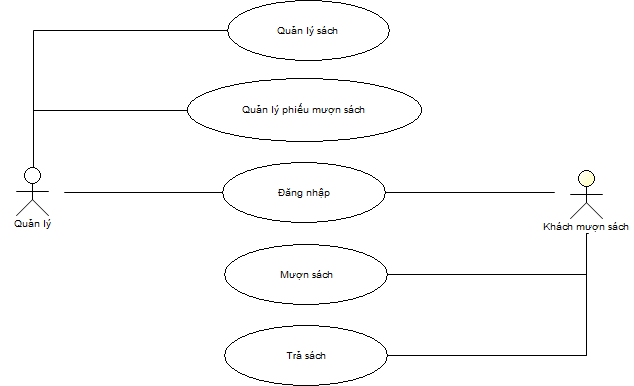 Quản lý sách
Quản lý phiếu mượn sách
Đăng nhập
Quản lý
Khách mượn sách
Mượn sách
Trả sách